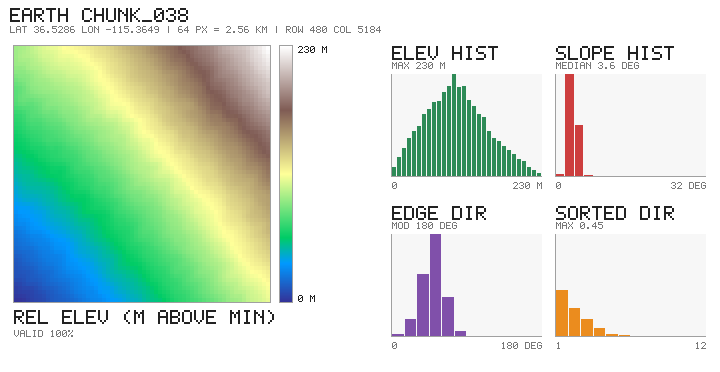 EARTH CHUNK_038
LAT 36.5286 LON -115.3649 | 64 PX = 2.56 KM | ROW 480 COL 5184
230 M
0 M
REL ELEV (M ABOVE MIN)
VALID 100%
ELEV HIST
MAX 230 M
0 230 M
SLOPE HIST
MEDIAN 3.6 DEG
0 32 DEG
EDGE DIR
MOD 180 DEG
0 180 DEG
SORTED DIR
MAX 0.45
1 12